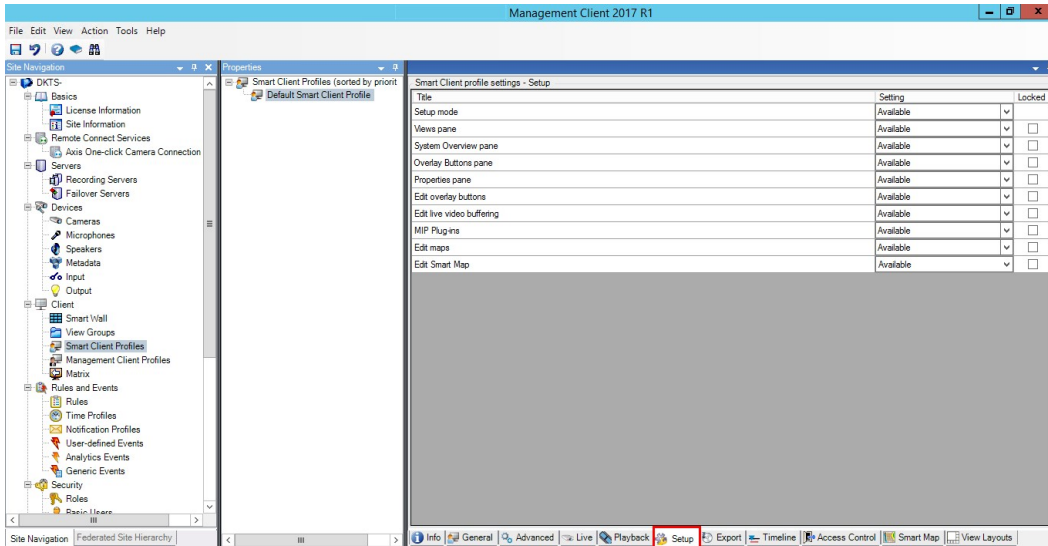 Management Client 2017 R1
File Edit View Action Tools Help
Site Navigation
DKTS-
Basics
License Information
Site Information
Remote Connect Services
Axis One-click Camera Connection
Servers
Recording Servers
Failover Servers
Devices
Cameras
Microphones
Speakers
Metadata
Input
Output
Client
Smart Wall
View Groups
Smart Client Profiles
Management Client Profiles
Matrix
Rules and Events
Rules
Time Profiles
Notification Profiles
User-defined Events
Analytics Events
Generic Events
Security
Roles
Basic Users
Site Navigation Federated Site Hierarchy
Properties
Smart Client Profiles (sorted by priorit
Default Smart Client Profile
Smart Client profile settings - Setup
Title Setting Locked
Setup mode Available
Views pane Available
System Overview pane Available
Overlay Buttons pane Available
Properties pane Available
Edit overlay buttons Available
Edit live video buffering Available
MIP Plug-ins Available
Edit maps Available
Edit Smart Map Available
Info General Advanced Live Playback Setup Export Timeline Access Control Smart Map View Layouts